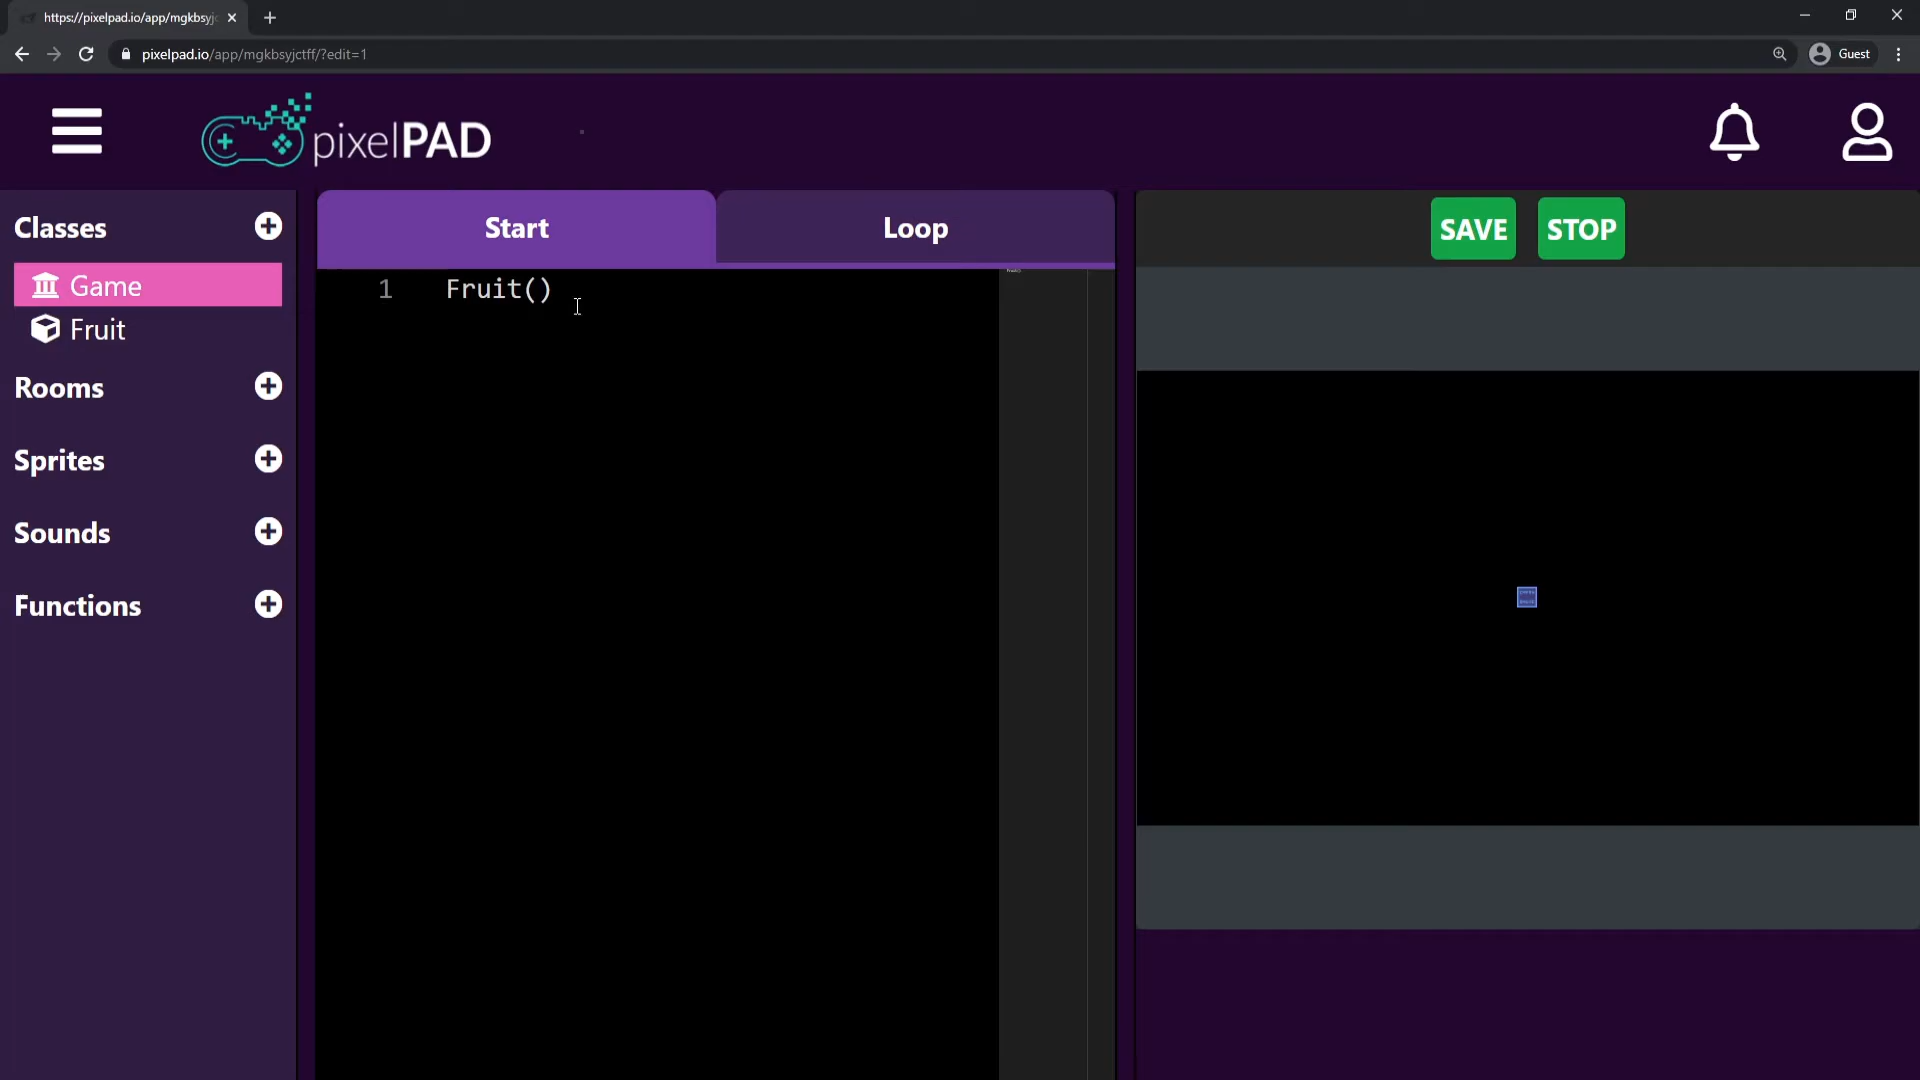 https://pixelpad.io/app/mgkbsyjc
pixelpad.io/app/mgkbsyjctff/?edit=1
Guest
pixelPAD
Classes
Game
Fruit
Rooms
Sprites
Sounds
Functions
Start
Loop
1 Fruit()
SAVE
STOP